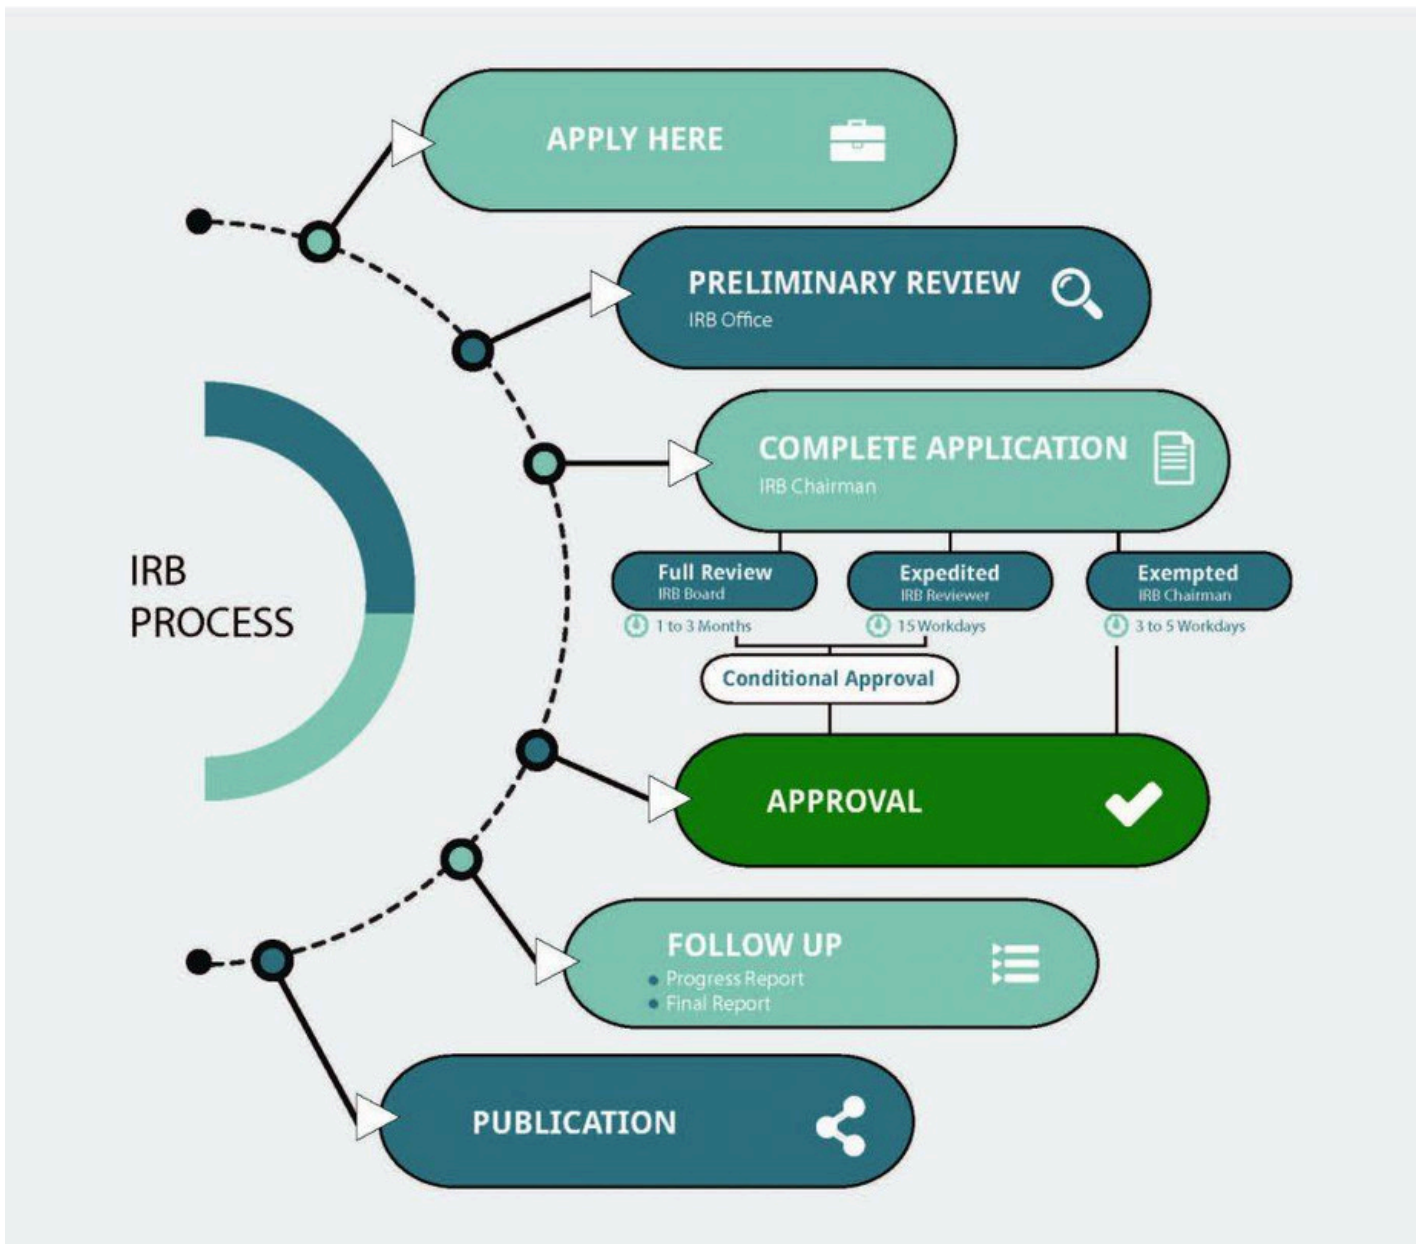 APPLY HERE
PRELIMINARY REVIEW
IRB Office
COMPLETE APPLICATION
IRB Chairman
IRB
PROCESS
Full Review
IRB Board
1 to 3 Months
Expedited
IRB Reviewer
15 Workdays
Exempted
IRB Chairman
3 to 5 Workdays
Conditional Approval
APPROVAL
FOLLOW UP
Progress Report
Final Report
PUBLICATION